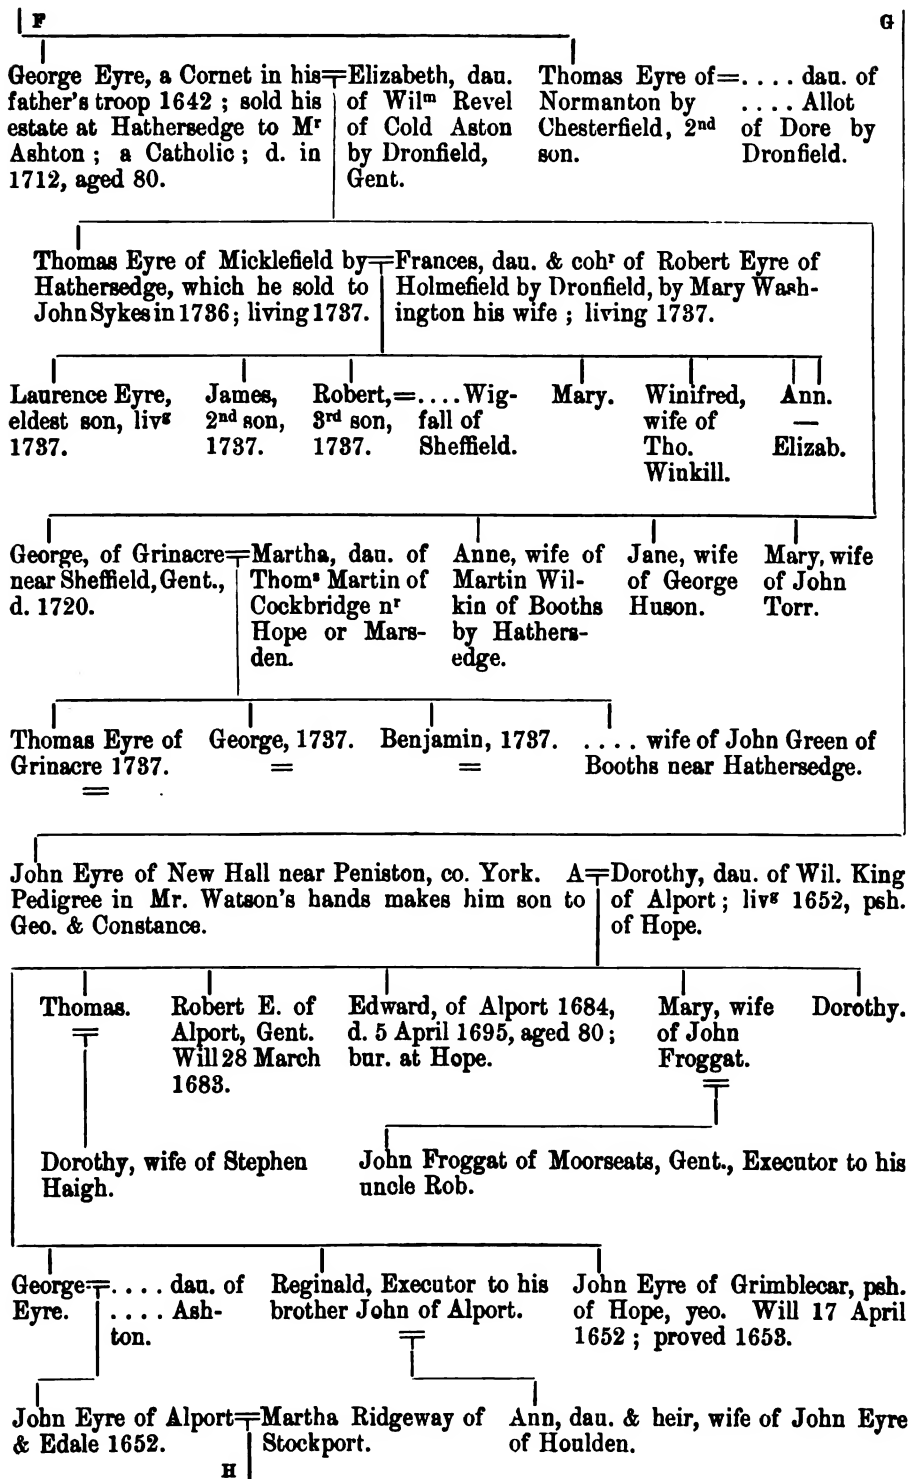 F
G
George Eyre, a Cornet in his
father's troop 1642 ; sold his
estate at Hathersedge to Mr
Ashton ; a Catholic ; d. in
1712, aged 80.
Elizabeth, dau.
of Wilm Revel
of Cold Aston
by Dronfield,
Gent.
Thomas Eyre of
Normanton by
Chesterfield, 2nd
son.
=. . . . dau. of
. . . . Allot
of Dore by
Dronfield.
Thomas Eyre of Micklefield by
Hathersedge, which he sold to
John Sykes in 1736 ; living 1737.
Frances, dau. & cohr of Robert Eyre of
Holmefield by Dronfield, by Mary Wash-
ington his wife ; living 1737.
Laurence Eyre,
eldest son, livg
1737.
James,
2nd son,
1737.
Robert,
3rd son,
1737.
=. . . . Wig-
fall of
Sheffield.
Mary.
Winifred,
wife of
Tho.
Winkill.
Ann.
—
Elizab.
George, of Grinacre
near Sheffield, Gent.,
d. 1720.
Martha, dau. of
Thoms Martin of
Cockbridge nr
Hope or Mars-
den.
Anne, wife of
Martin Wil-
kin of Booths
by Hathers-
edge.
Jane, wife
of George
Huson.
Mary, wife
of John
Torr.
Thomas Eyre of
Grinacre 1737.
=
George, 1737.
=
Benjamin, 1737.
=
. . . . wife of John Green of
Booths near Hathersedge.
John Eyre of New Hall near Peniston, co. York.
Pedigree in Mr. Watson's hands makes him son to
Geo. & Constance.
A
Dorothy, dau. of Wil. King
of Alport ; livg 1652, psh.
of Hope.
Thomas.
Robert E. of
Alport, Gent.
Will 28 March
1683.
Edward, of Alport 1684,
d. 5 April 1695, aged 80 ;
bur. at Hope.
Mary, wife
of John
Froggat.
Dorothy.
Dorothy, wife of Stephen
Haigh.
John Froggat of Moorseats, Gent., Executor to his
uncle Rob.
George
Eyre.
. . . . dau. of
. . . . Ash-
ton.
Reginald, Executor to his
brother John of Alport.
John Eyre of Grimblecar, psh.
of Hope, yeo. Will 17 April
1652 ; proved 1653.
John Eyre of Alport
& Edale 1652.
Martha Ridgeway of
Stockport.
Ann, dau. & heir, wife of John Eyre
of Houlden.
H